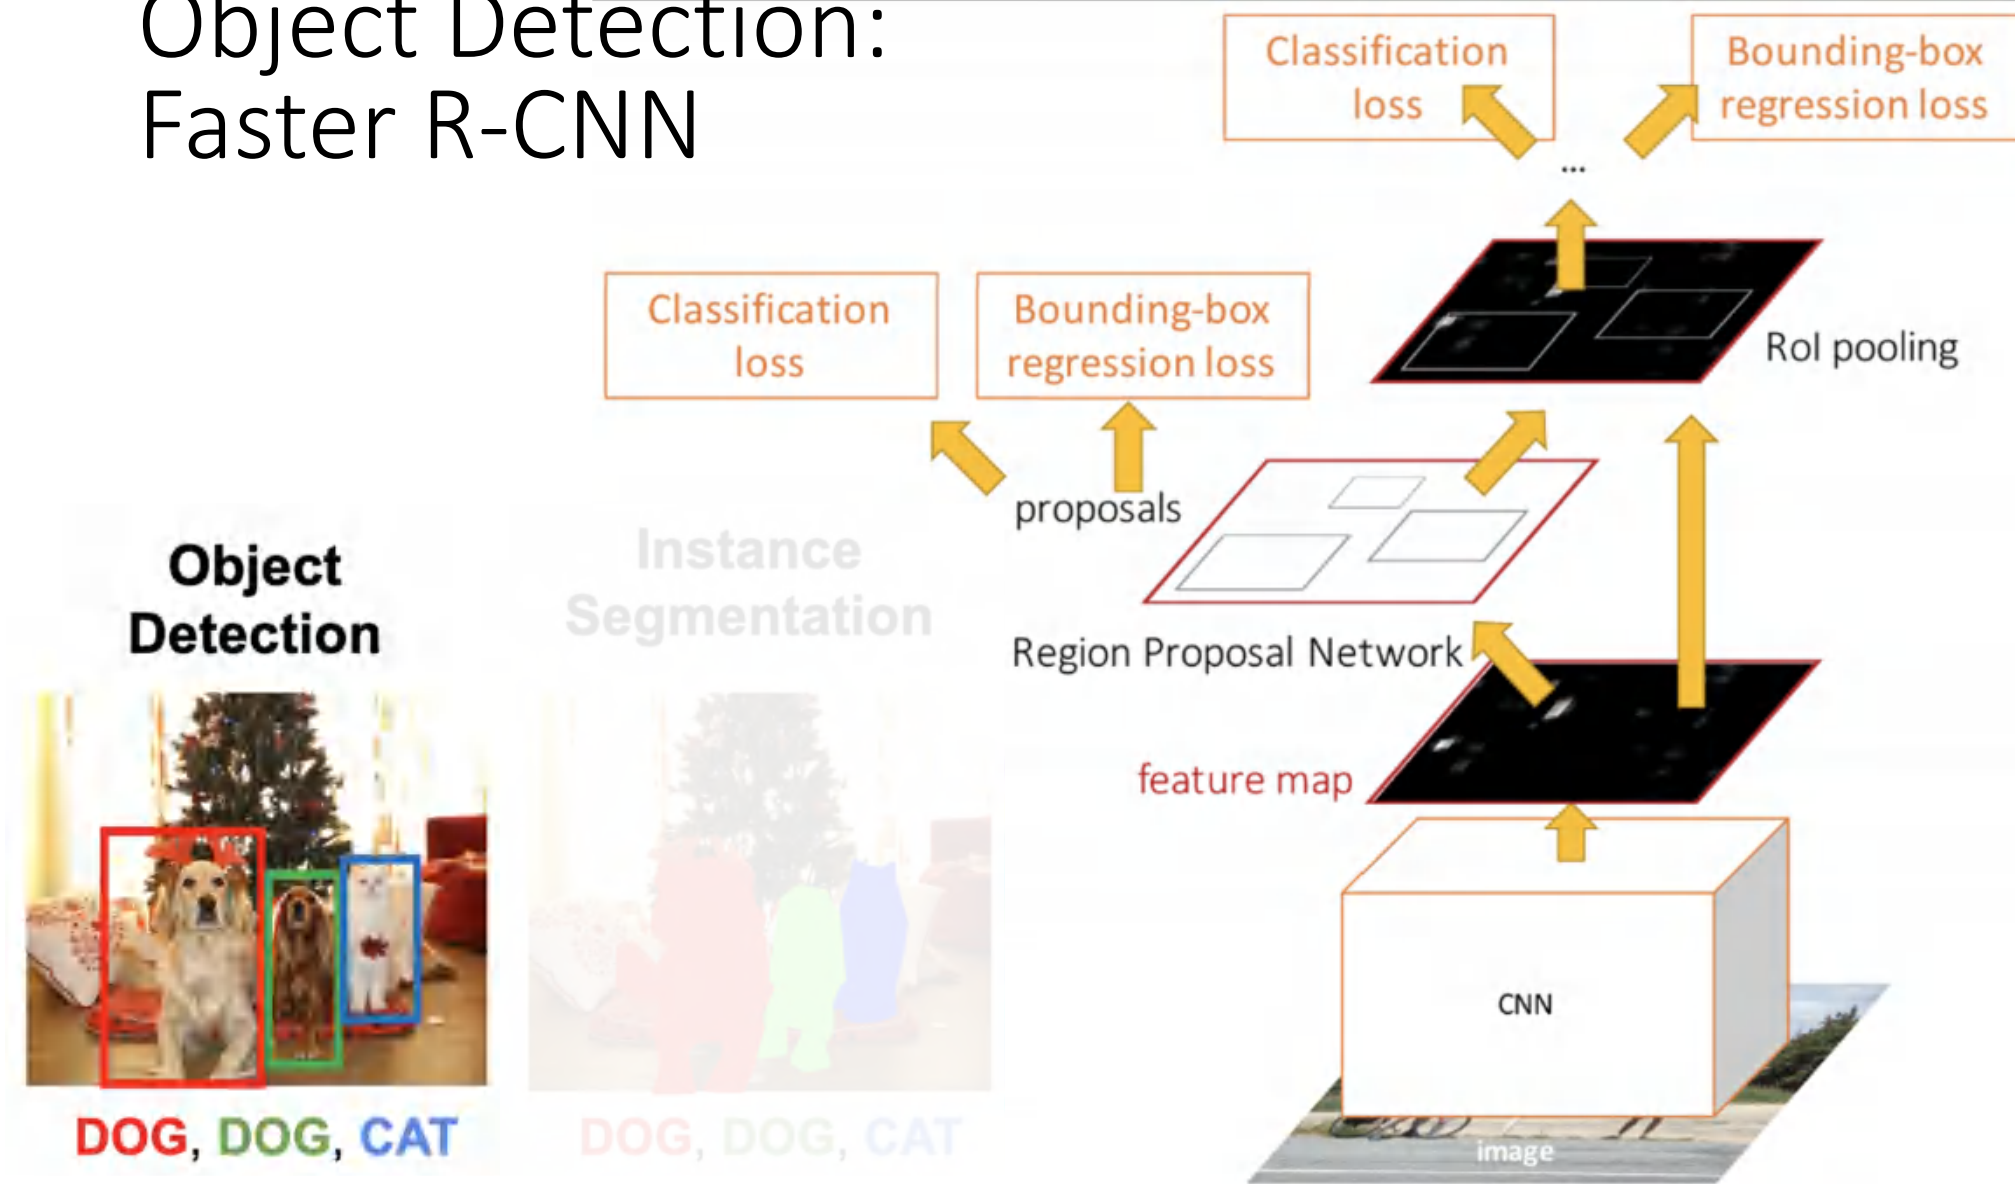 Object Detection:
Faster R-CNN
Classification
loss
Bounding-box
regression loss
...
Classification
loss
Bounding-box
regression loss
RoI pooling
proposals
Object
Detection
Instance
Segmentation
Region Proposal Network
feature map
CNN
DOG, DOG, CAT
DOG, DOG, CAT
image